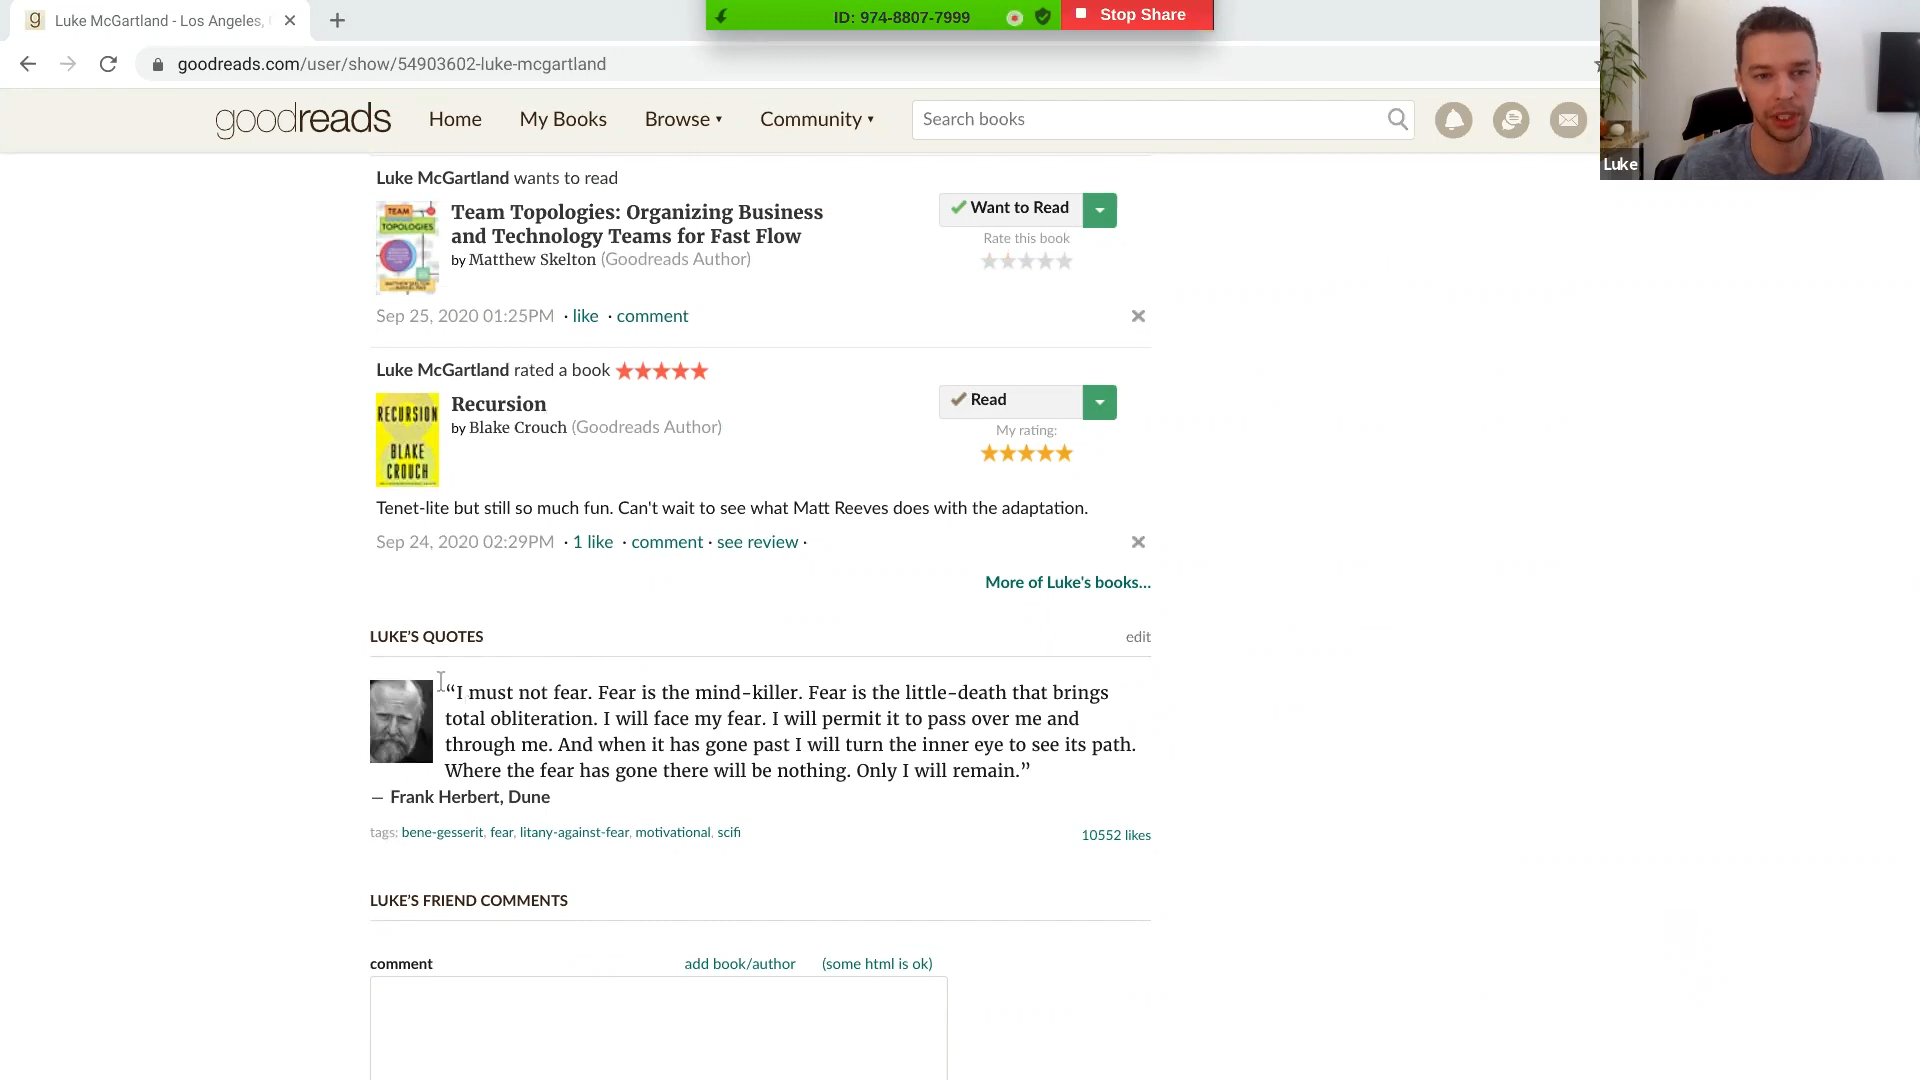 Luke McGartland - Los Angeles,
ID: 974-8807-7999
Stop Share
goodreads.com/user/show/54903602-luke-mcgartland
goodreads Home My Books Browse ▾ Community ▾ Search books
Luke
Luke McGartland wants to read
TEAM TOPOLOGIES
Team Topologies: Organizing Business
and Technology Teams for Fast Flow
by Matthew Skelton (Goodreads Author)
Want to Read
Rate this book
Sep 25, 2020 01:25PM · like · comment
Luke McGartland rated a book ★★★★★
RECURSION
BLAKE
CROUCH
Recursion
by Blake Crouch (Goodreads Author)
Read
My rating:
Tenet-lite but still so much fun. Can't wait to see what Matt Reeves does with the adaptation.
Sep 24, 2020 02:29PM · 1 like · comment · see review ·
More of Luke's books...
LUKE'S QUOTES edit
“I must not fear. Fear is the mind-killer. Fear is the little-death that brings
total obliteration. I will face my fear. I will permit it to pass over me and
through me. And when it has gone past I will turn the inner eye to see its path.
Where the fear has gone there will be nothing. Only I will remain.”
— Frank Herbert, Dune
tags: bene-gesserit, fear, litany-against-fear, motivational, scifi 10552 likes
LUKE'S FRIEND COMMENTS
comment add book/author (some html is ok)